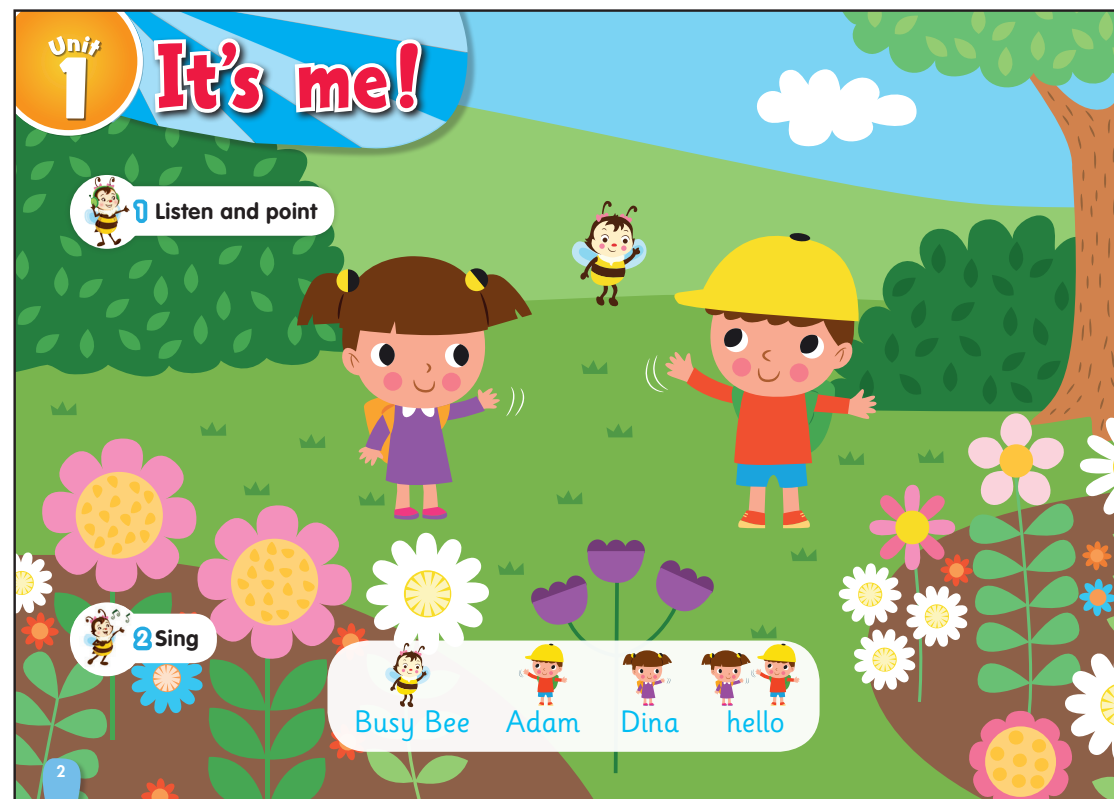 Unit
1
It's me!
1 Listen and point
2 Sing
Busy Bee Adam Dina hello
2